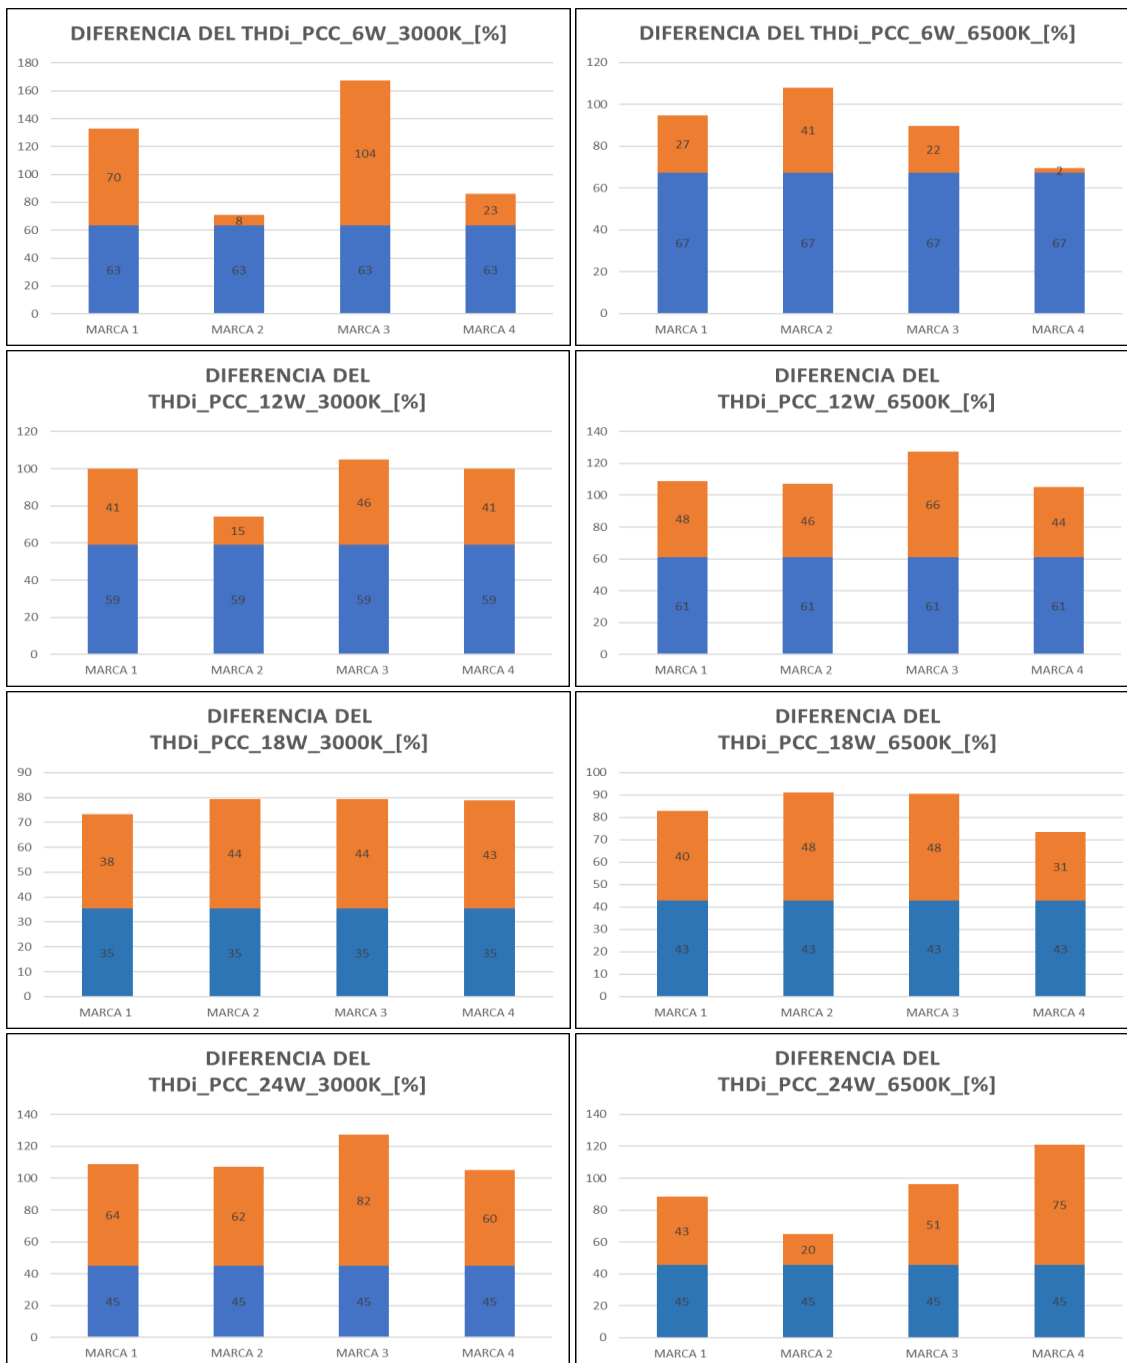 DIFERENCIA DEL THDi_PCC_6W_3000K_[%]
180
160
140
120
100
80
60
40
20
0
70
8
104
23
63
63
63
63
MARCA 1
MARCA 2
MARCA 3
MARCA 4
DIFERENCIA DEL THDi_PCC_6W_6500K_[%]
120
100
80
60
40
20
0
27
41
22
2
67
67
67
67
MARCA 1
MARCA 2
MARCA 3
MARCA 4
DIFERENCIA DEL
THDi_PCC_12W_3000K_[%]
120
100
80
60
40
20
0
41
15
46
41
59
59
59
59
MARCA 1
MARCA 2
MARCA 3
MARCA 4
DIFERENCIA DEL
THDi_PCC_12W_6500K_[%]
140
120
100
80
60
40
20
0
48
46
66
44
61
61
61
61
MARCA 1
MARCA 2
MARCA 3
MARCA 4
DIFERENCIA DEL
THDi_PCC_18W_3000K_[%]
90
80
70
60
50
40
30
20
10
0
38
44
44
43
35
35
35
35
MARCA 1
MARCA 2
MARCA 3
MARCA 4
DIFERENCIA DEL
THDi_PCC_18W_6500K_[%]
100
90
80
70
60
50
40
30
20
10
0
40
48
48
31
43
43
43
43
MARCA 1
MARCA 2
MARCA 3
MARCA 4
DIFERENCIA DEL
THDi_PCC_24W_3000K_[%]
140
120
100
80
60
40
20
0
64
62
82
60
45
45
45
45
MARCA 1
MARCA 2
MARCA 3
MARCA 4
DIFERENCIA DEL
THDi_PCC_24W_6500K_[%]
140
120
100
80
60
40
20
0
43
20
51
75
45
45
45
45
MARCA 1
MARCA 2
MARCA 3
MARCA 4